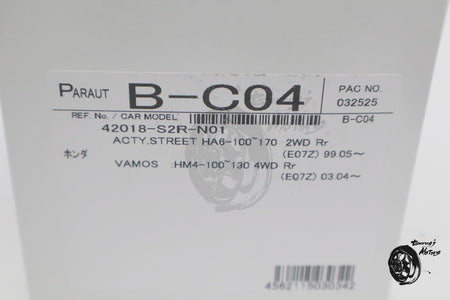 PARAUT B-C04 PAC NO.
032525
REF. No. / CAR MODEL B-C04
42018-S2R-N01
ACTY,STREET HA6-100~170 2WD Rr
ホンダ (E07Z) 99.05~
VAMOS :HM4-100~130 4WD Rr
(E07Z) 03.04~
4562115030342